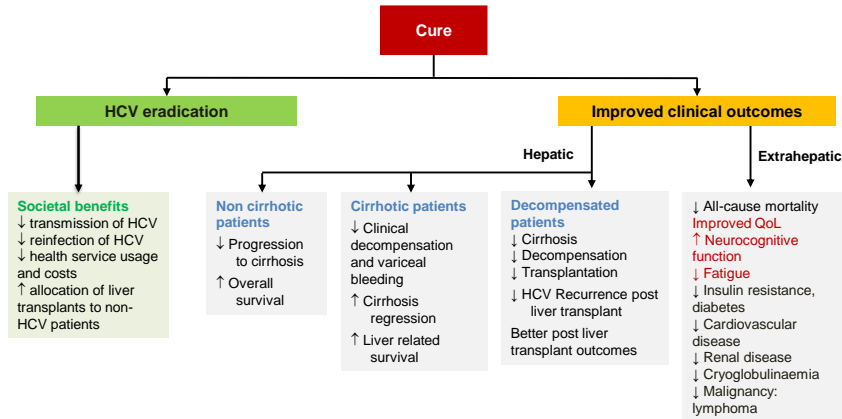 Cure
HCV eradication
Improved clinical outcomes
Hepatic
Extrahepatic
Societal benefits
↓ transmission of HCV
↓ reinfection of HCV
↓ health service usage
and costs
↑ allocation of liver
transplants to non-
HCV patients
Non cirrhotic
patients
↓ Progression
to cirrhosis
↑ Overall
survival
Cirrhotic patients
↓ Clinical
decompensation
and variceal
bleeding
↑ Cirrhosis
regression
↑ Liver related
survival
Decompensated
patients
↓ Cirrhosis
↓ Decompensation
↓ Transplantation
↓ HCV Recurrence post
liver transplant
Better post liver
transplant outcomes
↓ All-cause mortality
Improved QoL
↑ Neurocognitive
function
↓ Fatigue
↓ Insulin resistance,
diabetes
↓ Cardiovascular
disease
↓ Renal disease
↓ Cryoglobulinaemia
↓ Malignancy:
lymphoma